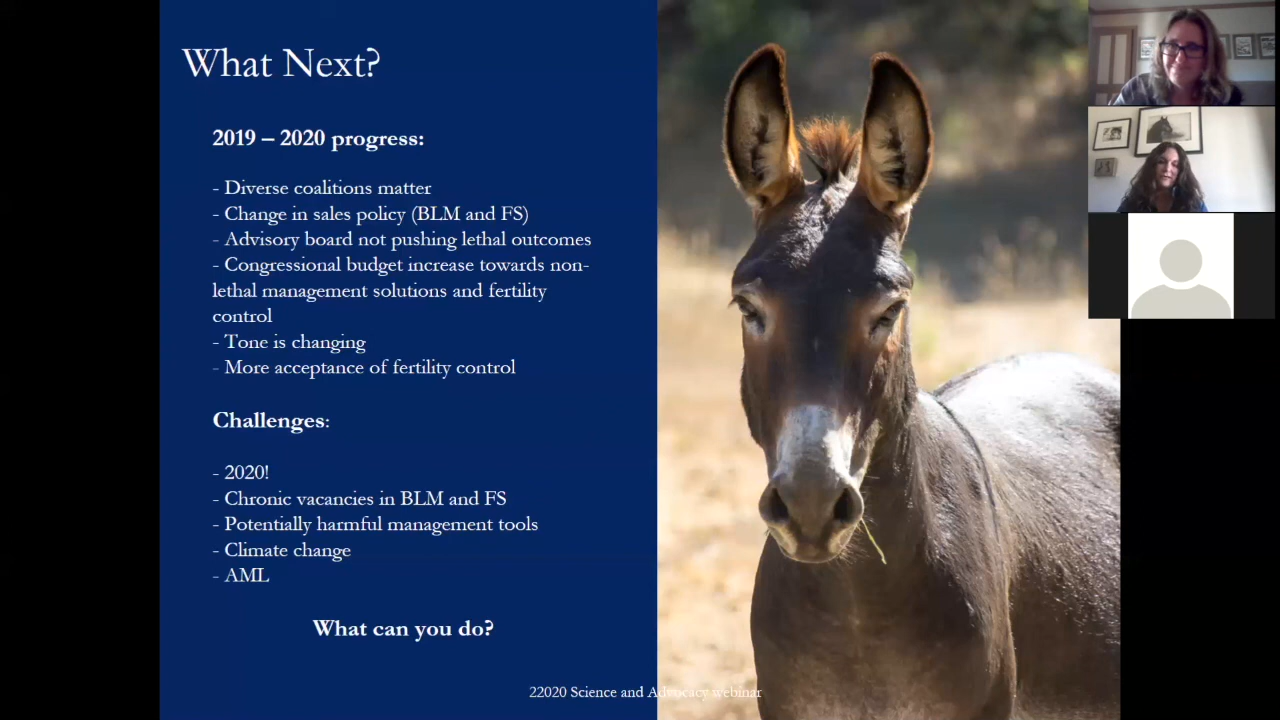 What Next?
2019 – 2020 progress:
- Diverse coalitions matter
- Change in sales policy (BLM and FS)
- Advisory board not pushing lethal outcomes
- Congressional budget increase towards non-
lethal management solutions and fertility
control
- Tone is changing
- More acceptance of fertility control
Challenges:
- 2020!
- Chronic vacancies in BLM and FS
- Potentially harmful management tools
- Climate change
- AML
What can you do?
22020 Science and Advocacy webinar